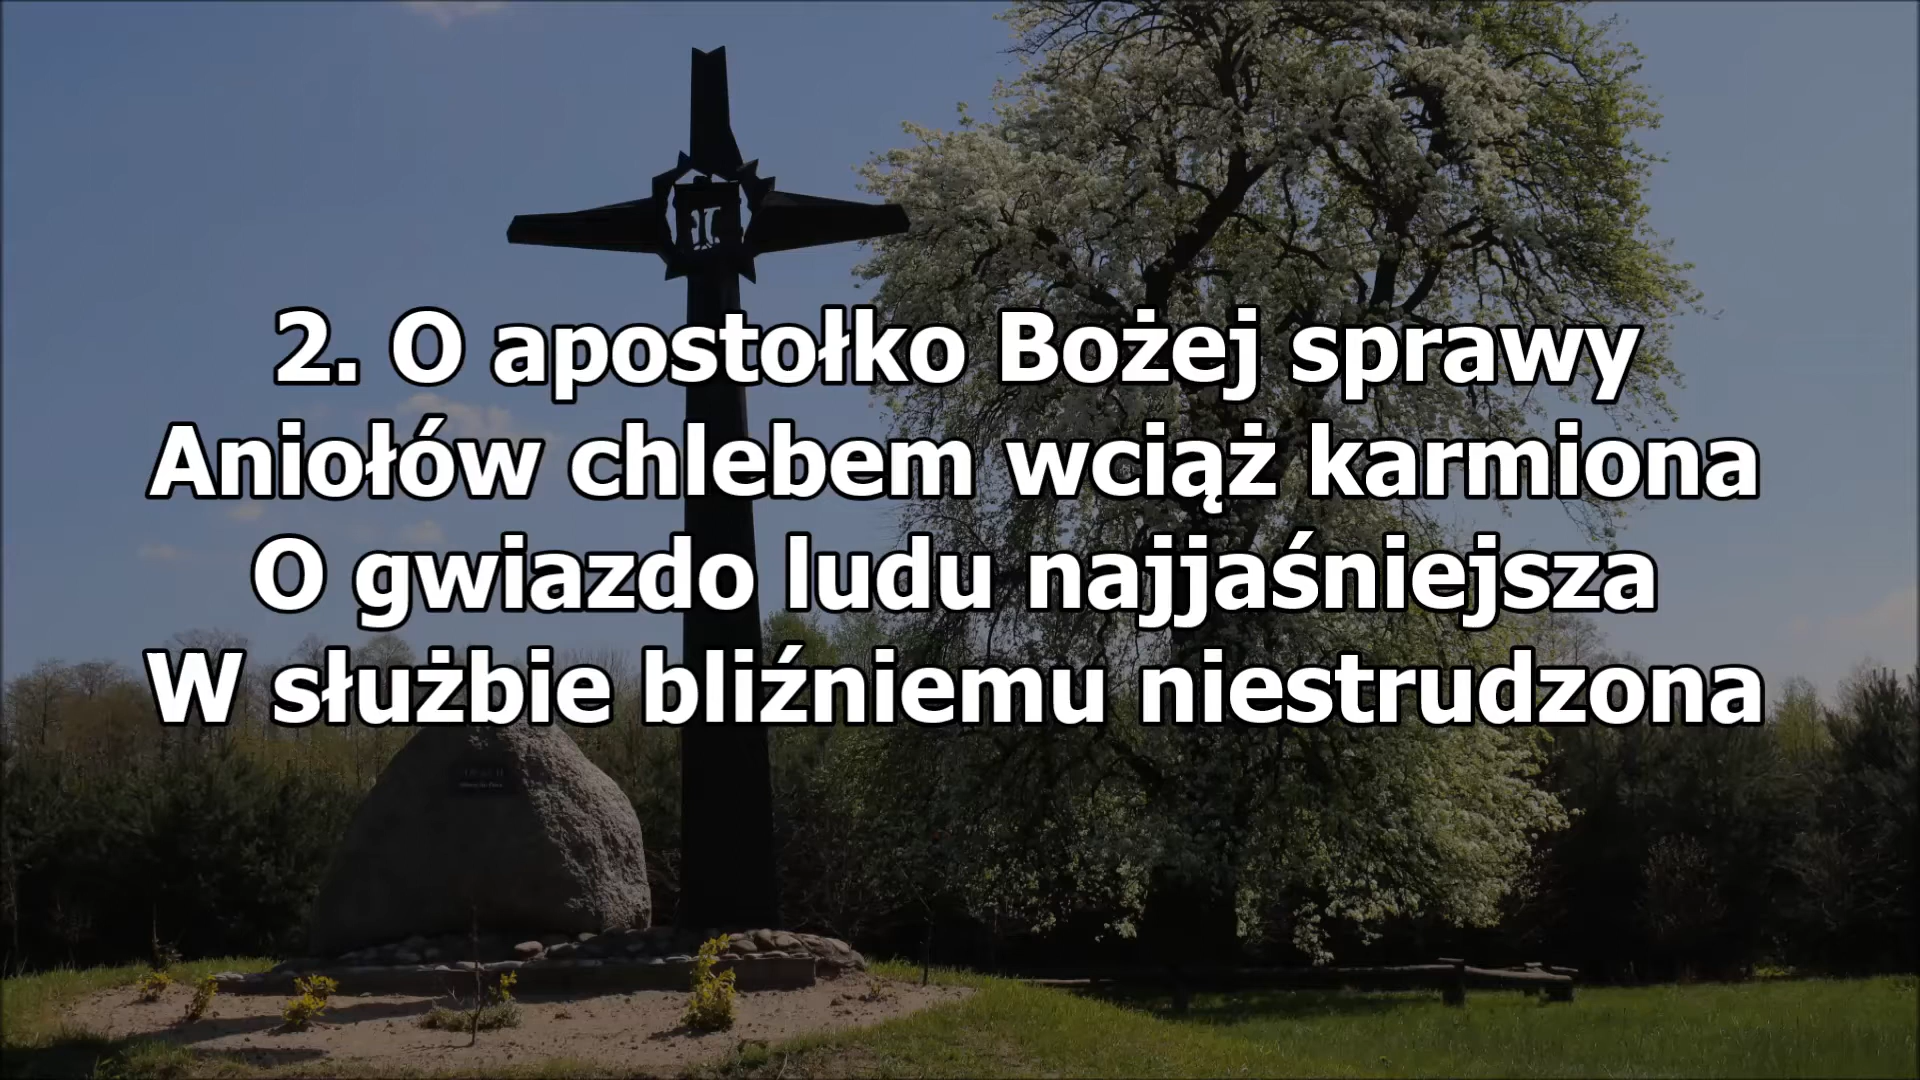 2. O apostołko Bożej sprawy
Aniołów chlebem wciąż karmiona
O gwiazdo ludu najjaśniejsza
W służbie bliźniemu niestrudzona